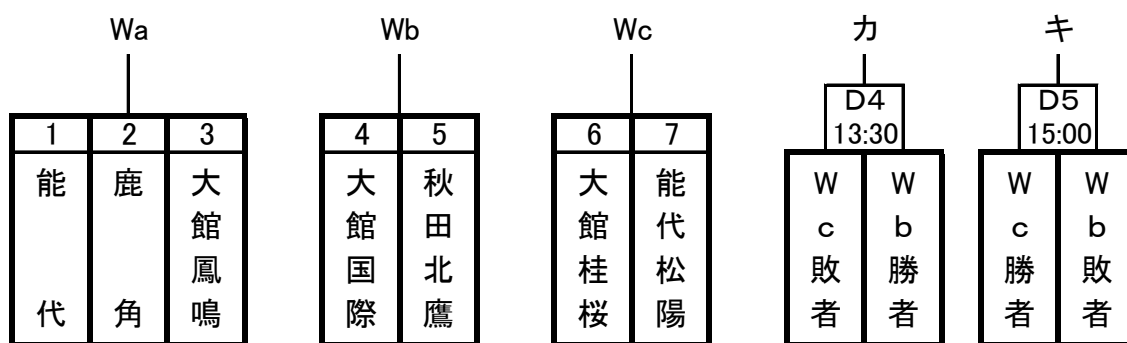 Wa Wb Wc カ キ
D4 D5
1 2 3 4 5 6 7 13:30 15:00
能代
鹿角
大館鳳鳴
大館国際
秋田北鷹
大館桂桜
能代松陽
Wc敗者
Wb勝者
Wc勝者
Wb敗者